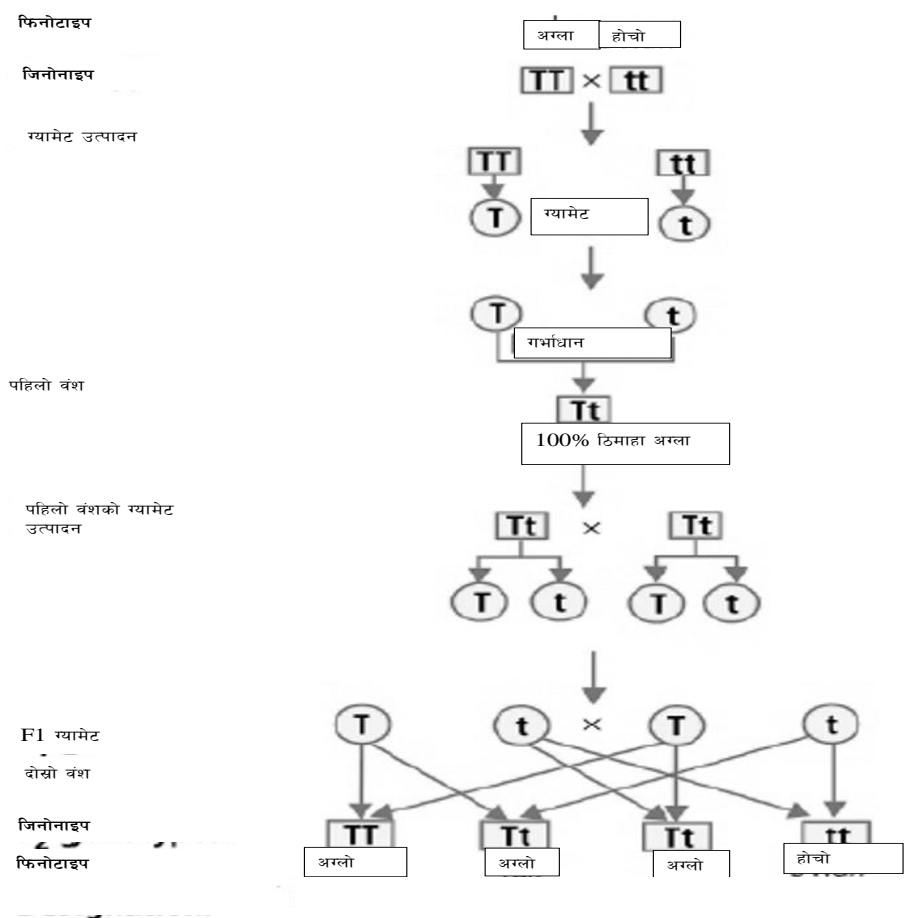 फिनोटाइप
अग्ला होचो
जिनोनाइप
TT × tt
ग्यामेट उत्पादन
TT tt
T ग्यामेट t
T t
गर्भाधान
पहिलो वंश
Tt
100% ठिमाहा अग्ला
पहिलो वंशको ग्यामेट
उत्पादन
Tt × Tt
T t T t
F1 ग्यामेट
T t × T t
दोस्रो वंश
जिनोनाइप
TT Tt Tt tt
फिनोटाइप
अग्लो अग्लो अग्लो होचो